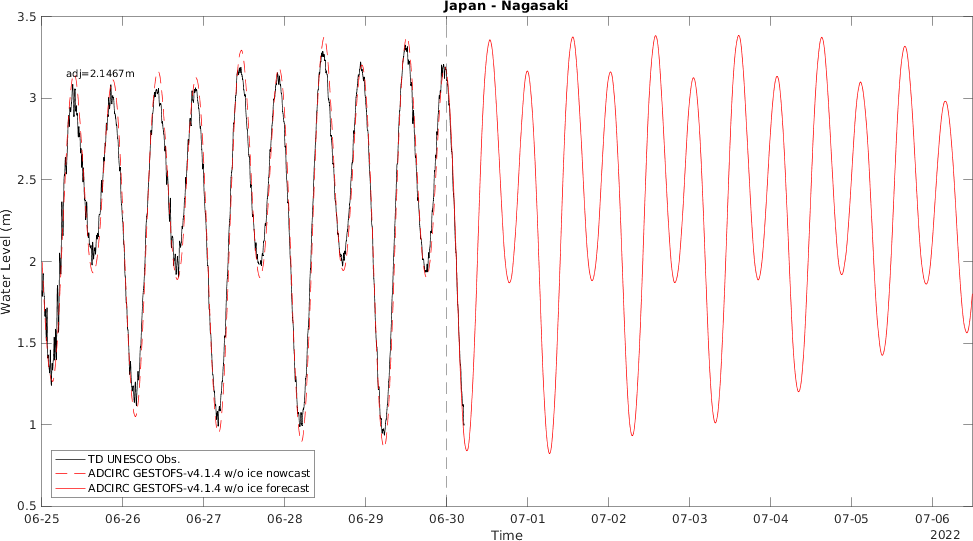 Japan - Nagasaki
3.5
adj=2.1467m
3
2.5
2
1.5
1
0.5
Water Level (m)
TD UNESCO Obs.
ADCIRC GESTOFS-v4.1.4 w/o ice nowcast
ADCIRC GESTOFS-v4.1.4 w/o ice forecast
06-25 06-26 06-27 06-28 06-29 06-30 07-01 07-02 07-03 07-04 07-05 07-06
Time
2022